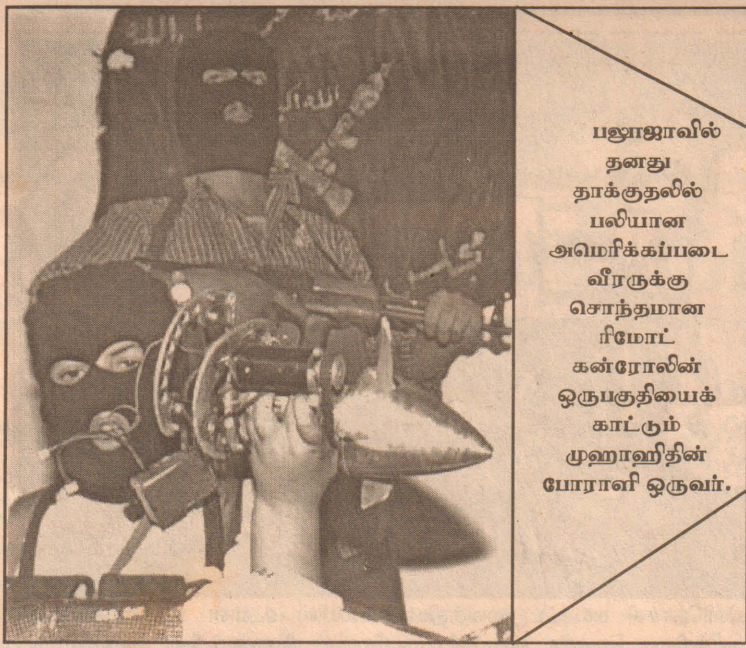 பலூஜாவில்
தனது
தாக்குதலில்
பலியான
அமெரிக்கப்படை
வீரருக்கு
சொந்தமான
ரிமோட்
கன்ரோலின்
ஒருபகுதியைக்
காட்டும்
முஹாஹிதின்
போராளி ஒருவர்.